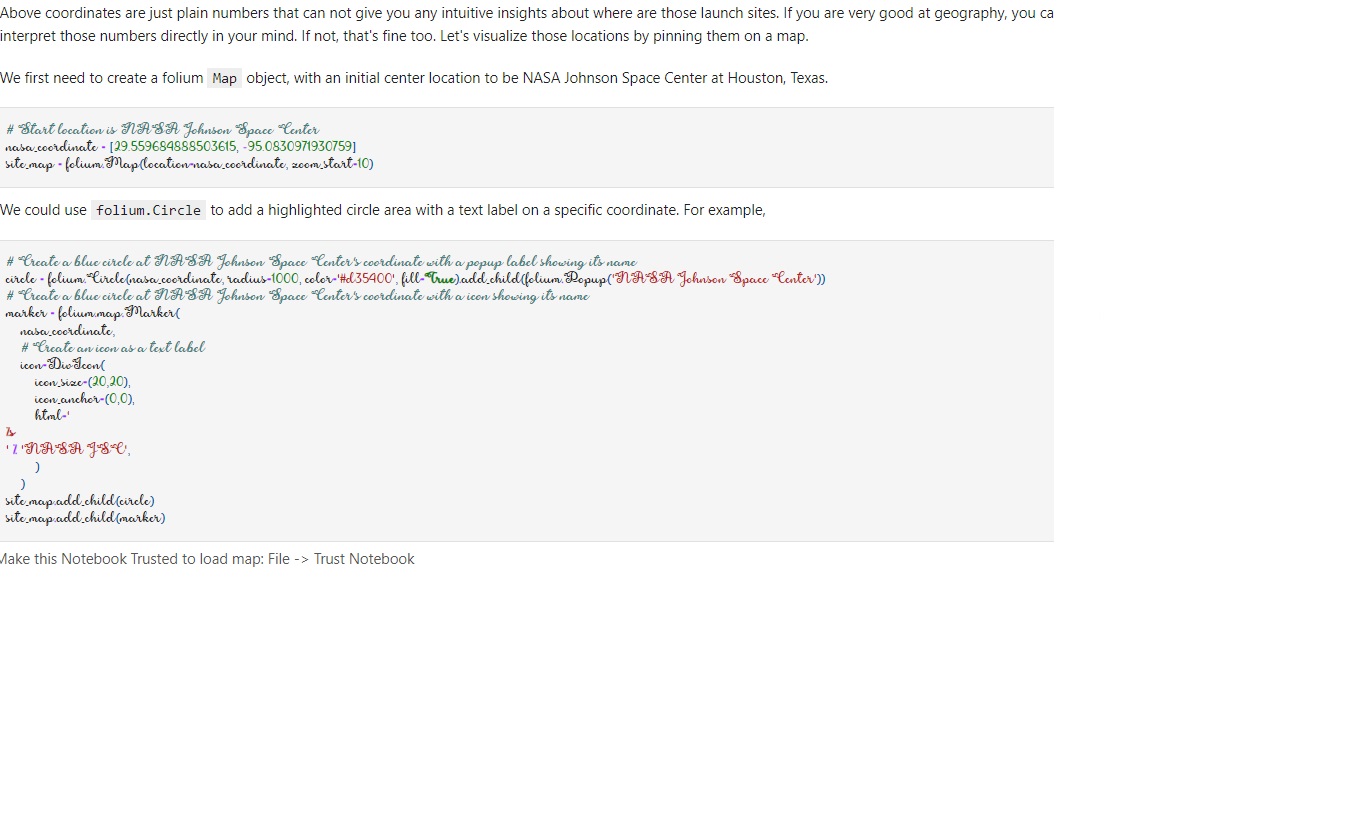 Above coordinates are just plain numbers that can not give you any intuitive insights about where are those launch sites. If you are very good at geography, you ca
interpret those numbers directly in your mind. If not, that's fine too. Let's visualize those locations by pinning them on a map.
We first need to create a folium Map object, with an initial center location to be NASA Johnson Space Center at Houston, Texas.
# Start location is NASA Johnson Space Center
nasa_coordinate = [29.559684888503615, -95.0830971930759]
site_map = folium.Map(location=nasa_coordinate, zoom_start=10)
We could use folium.Circle to add a highlighted circle area with a text label on a specific coordinate. For example,
# Create a blue circle at NASA Johnson Space Center's coordinate with a popup label showing its name
circle = folium.Circle(nasa_coordinate, radius=1000, color='#d35400', fill=True).add_child(folium.Popup('NASA Johnson Space Center'))
# Create a blue circle at NASA Johnson Space Center's coordinate with a icon showing its name
marker = folium.map.Marker(
nasa_coordinate,
# Create an icon as a text label
icon=DivIcon(
icon_size=(20,20),
icon_anchor=(0,0),
html='
%s
' % 'NASA JSC',
)
)
site_map.add_child(circle)
site_map.add_child(marker)
Make this Notebook Trusted to load map: File -> Trust Notebook